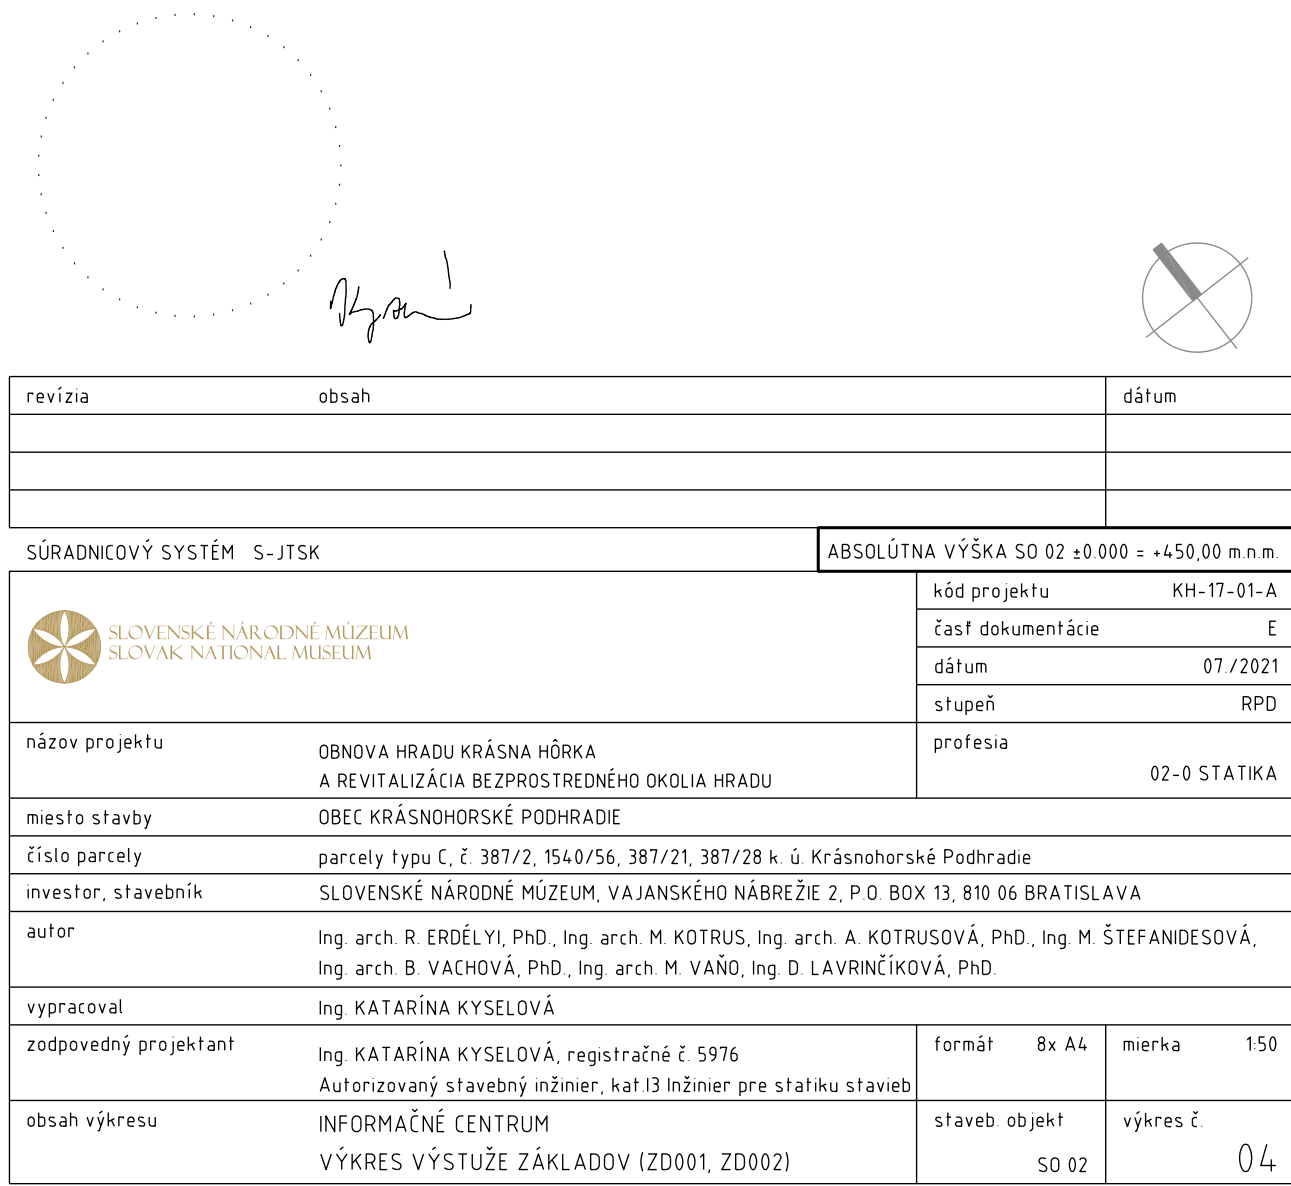 revízia obsah dátum
SÚRADNICOVÝ SYSTÉM S-JTSK
ABSOLÚTNA VÝŠKA SO 02 ±0.000 = +450,00 m.n.m.
SLOVENSKÉ NÁRODNÉ MÚZEUM
SLOVAK NATIONAL MUSEUM
kód projektu KH-17-01-A
časť dokumentácie E
dátum 07./2021
stupeň RPD
názov projektu OBNOVA HRADU KRÁSNA HÔRKA
A REVITALIZÁCIA BEZPROSTREDNÉHO OKOLIA HRADU
profesia
02-0 STATIKA
miesto stavby OBEC KRÁSNOHORSKÉ PODHRADIE
číslo parcely parcely typu C, č. 387/2, 1540/56, 387/21, 387/28 k. ú. Krásnohorské Podhradie
investor, stavebník SLOVENSKÉ NÁRODNÉ MÚZEUM, VAJANSKÉHO NÁBREŽIE 2, P.O. BOX 13, 810 06 BRATISLAVA
autor Ing. arch. R. ERDÉLYI, PhD., Ing. arch. M. KOTRUS, Ing. arch. A. KOTRUSOVÁ, PhD., Ing. M. ŠTEFANIDESOVÁ,
Ing. arch. B. VACHOVÁ, PhD., Ing. arch. M. VAŇO, Ing. D. LAVRINČÍKOVÁ, PhD.
vypracoval Ing. KATARÍNA KYSELOVÁ
zodpovedný projektant Ing. KATARÍNA KYSELOVÁ, registračné č. 5976
Autorizovaný stavebný inžinier, kat.I3 Inžinier pre statiku stavieb
formát 8x A4 mierka 1:50
obsah výkresu INFORMAČNÉ CENTRUM
VÝKRES VÝSTUŽE ZÁKLADOV (ZD001, ZD002)
staveb. objekt
SO 02
výkres č.
04